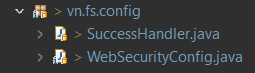 > vn.fs.config
> SuccessHandler.java
> WebSecurityConfig.java